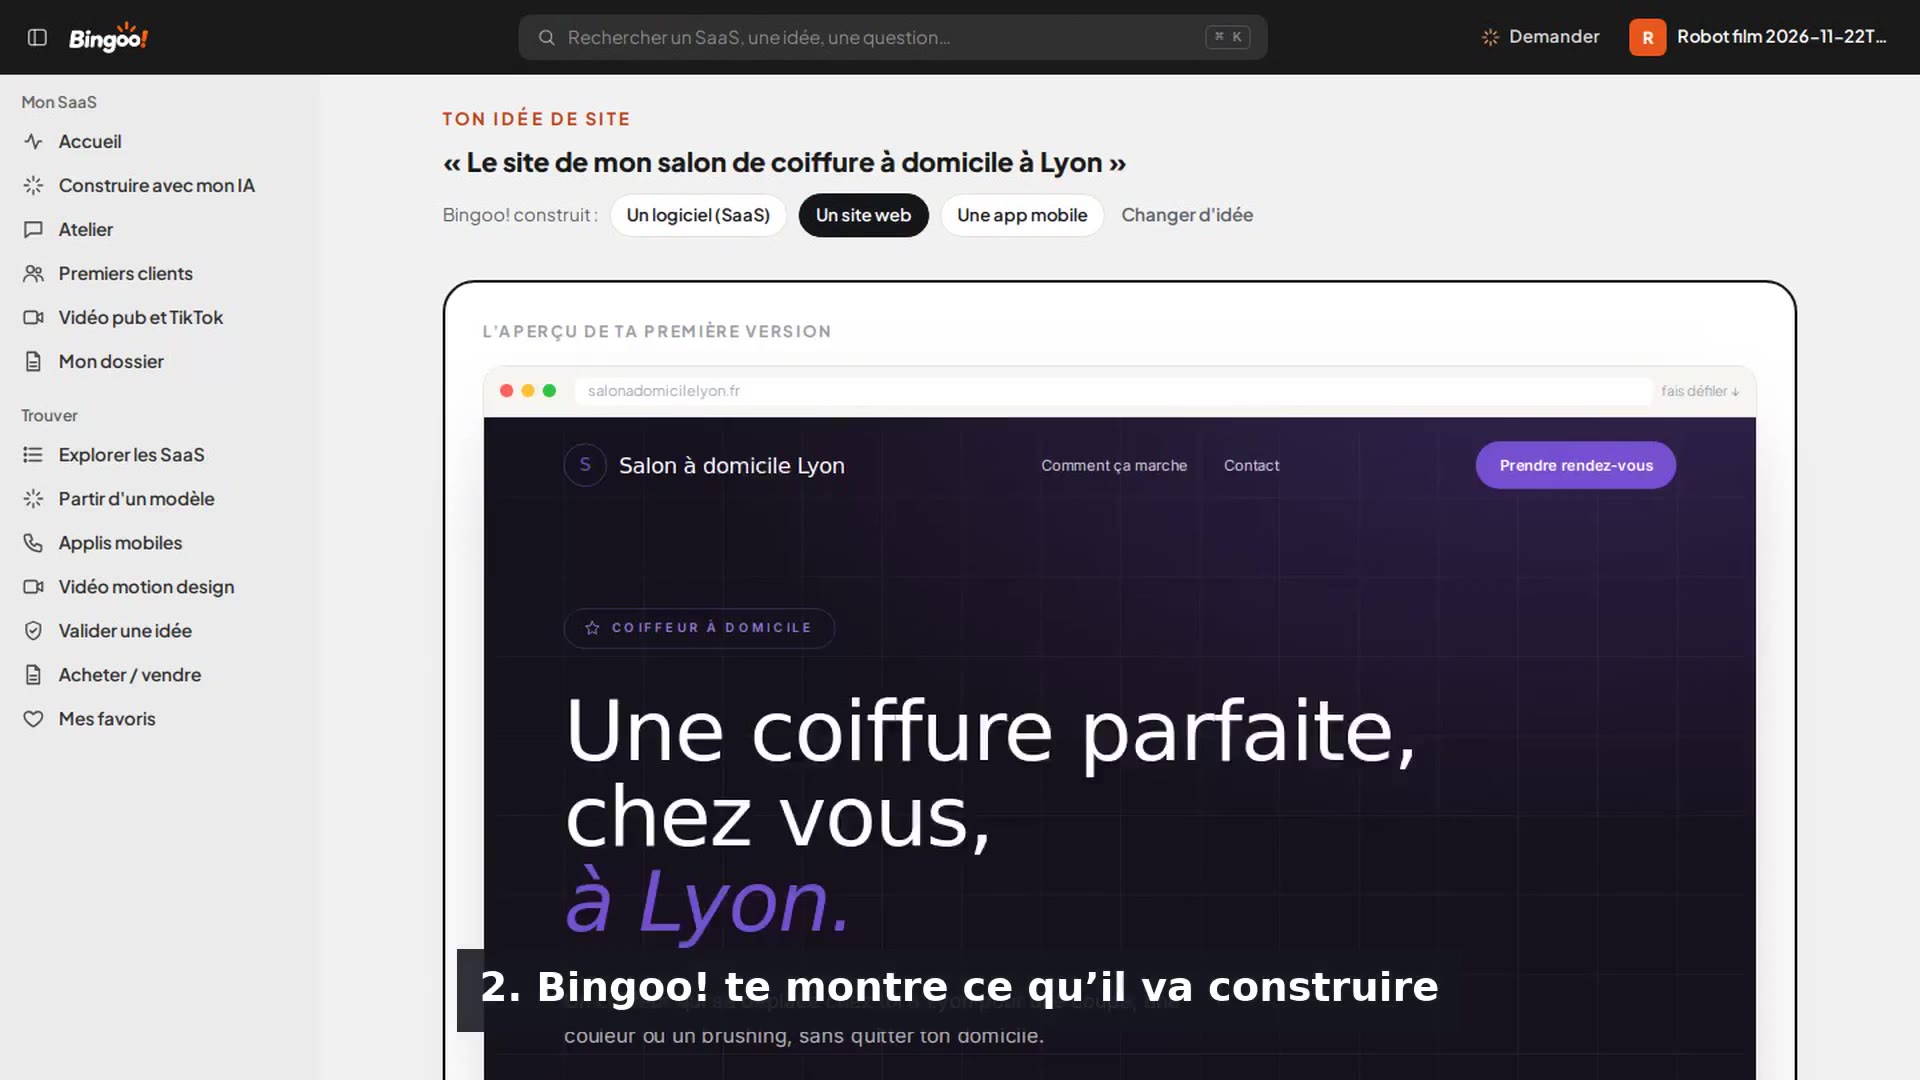 Bingoo!
Rechercher un SaaS, une idée, une question...
⌘ K
Demander
R
Robot film 2026-11-22T...
Mon SaaS
Accueil
Construire avec mon IA
Atelier
Premiers clients
Vidéo pub et TikTok
Mon dossier
Trouver
Explorer les SaaS
Partir d'un modèle
Applis mobiles
Vidéo motion design
Valider une idée
Acheter / vendre
Mes favoris
TON IDÉE DE SITE
« Le site de mon salon de coiffure à domicile à Lyon »
Bingoo! construit :
Un logiciel (SaaS)
Un site web
Une app mobile
Changer d'idée
L'APERÇU DE TA PREMIÈRE VERSION
salonadomicilelyon.fr
fais défiler ↓
S
Salon à domicile Lyon
Comment ça marche
Contact
Prendre rendez-vous
COIFFEUR À DOMICILE
Une coiffure parfaite,
chez vous,
à Lyon.
2. Bingoo! te montre ce qu’il va construire
couleur ou un brushing, sans quitter ton domicile.